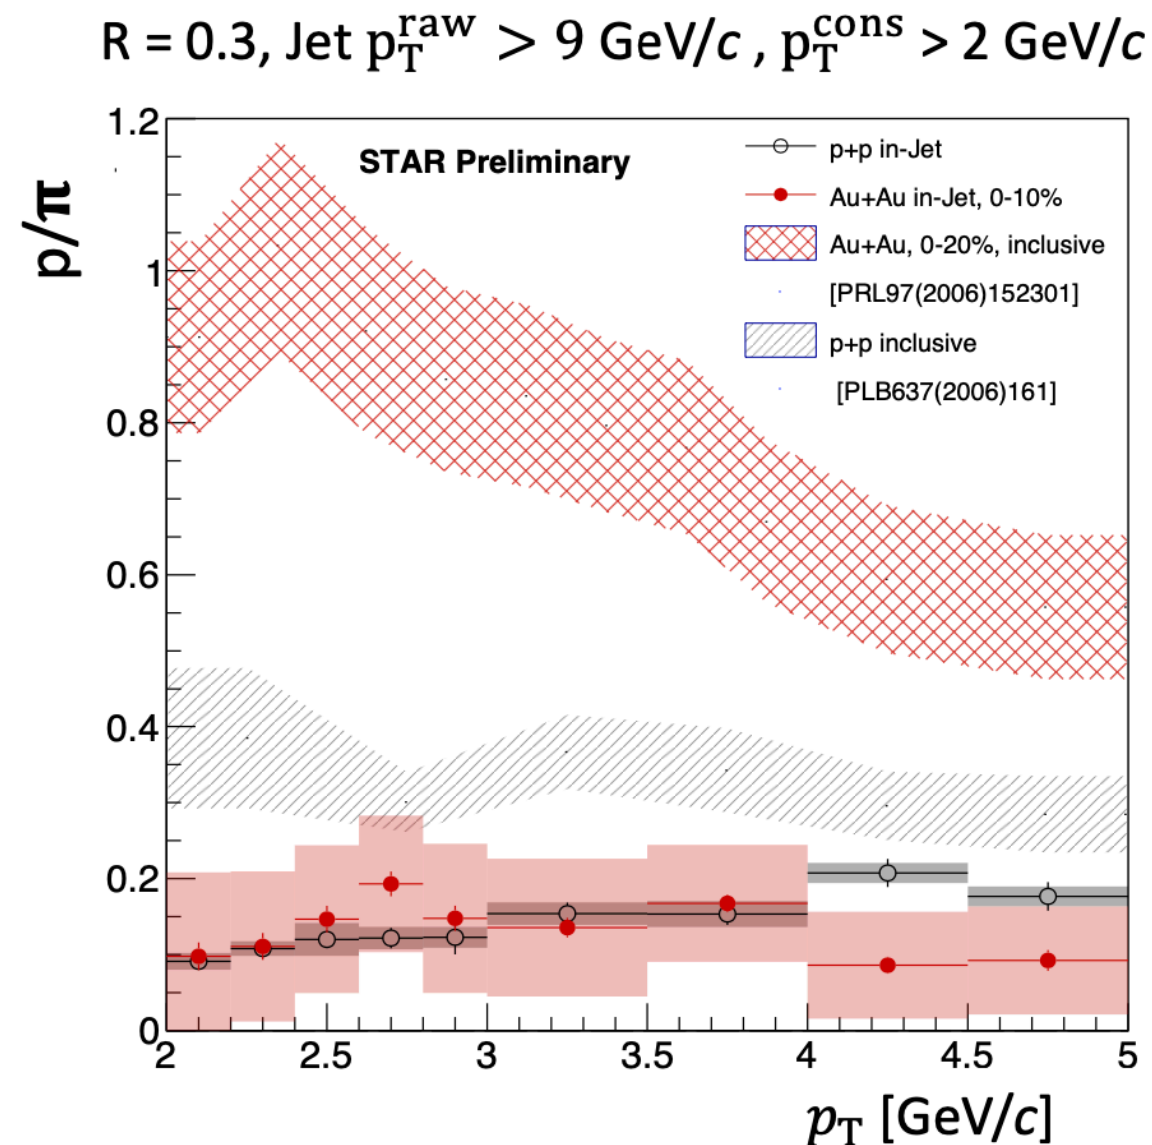 R = 0.3, Jet p_T^raw > 9 GeV/c , p_T^cons > 2 GeV/c
1.2
STAR Preliminary
p+p in-Jet
Au+Au in-Jet, 0-10%
Au+Au, 0-20%, inclusive
[PRL97(2006)152301]
p+p inclusive
[PLB637(2006)161]
p/π
1
0.8
0.6
0.4
0.2
0
2 2.5 3 3.5 4 4.5 5
p_T [GeV/c]